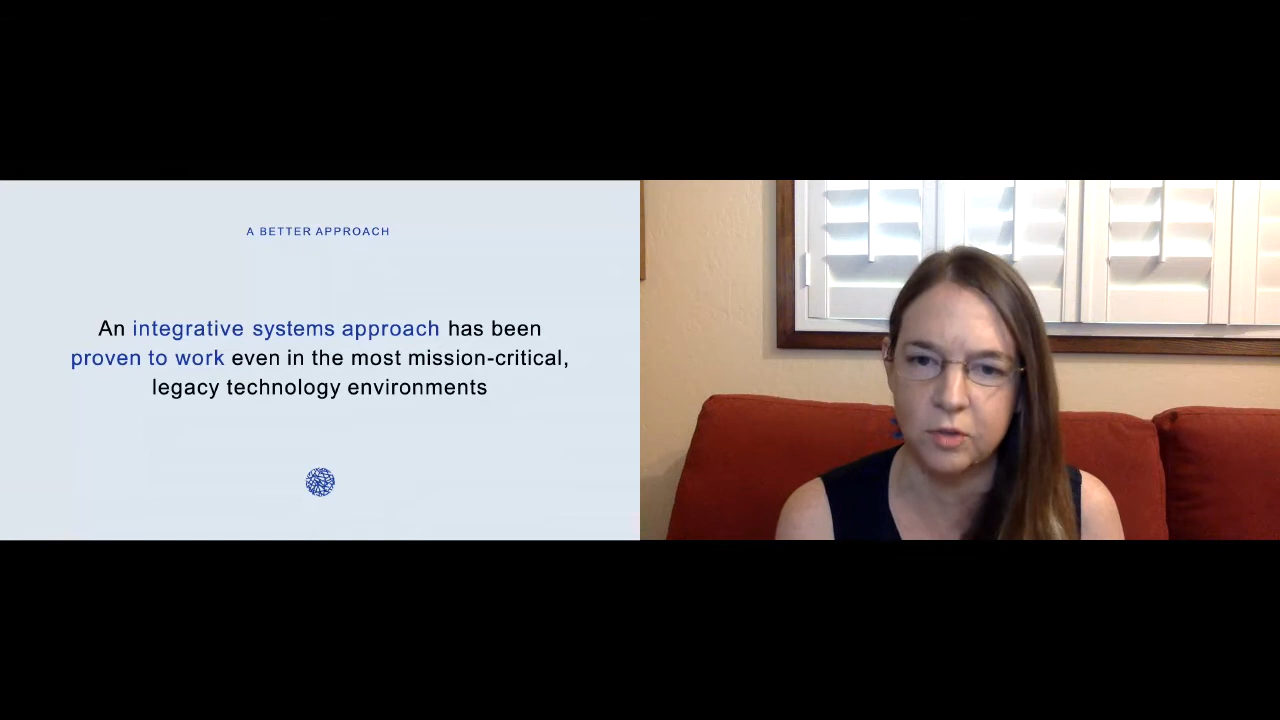 A BETTER APPROACH
An integrative systems approach has been
proven to work even in the most mission-critical,
legacy technology environments